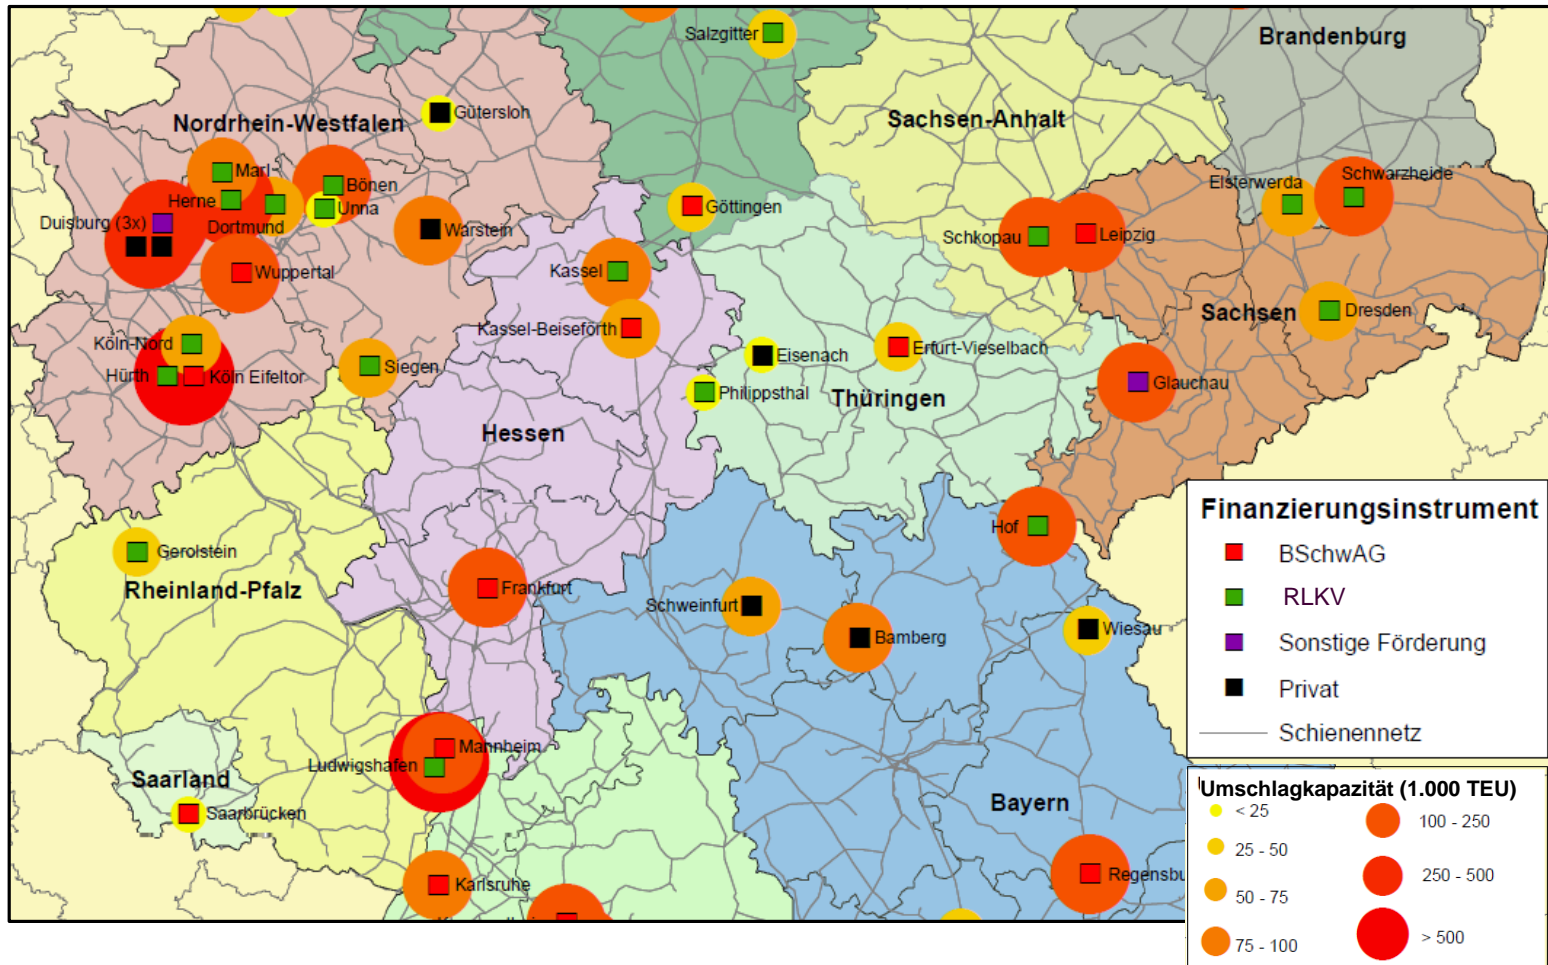 Salzgitter
Brandenburg
Gütersloh
Nordrhein-Westfalen
Sachsen-Anhalt
Marl
Bönen
Herne
Unna
Duisburg (3x)
Dortmund
Warstein
Wuppertal
Göttingen
Elsterwerda
Schwarzheide
Schkopau
Leipzig
Kassel
Kassel-Beiseförth
Sachsen
Dresden
Köln-Nord
Hürth
Köln Eifeltor
Siegen
Eisenach
Erfurt-Vieselbach
Philippsthal
Thüringen
Glauchau
Hessen
Hof
Gerolstein
Rheinland-Pfalz
Frankfurt
Schweinfurt
Bamberg
Wiesau
Mannheim
Ludwigshafen
Saarland
Saarbrücken
Bayern
Karlsruhe
Regensbu
Finanzierungsinstrument
BSchwAG
RLKV
Sonstige Förderung
Privat
Schienennetz
Umschlagkapazität (1.000 TEU)
< 25
25 - 50
50 - 75
75 - 100
100 - 250
250 - 500
> 500